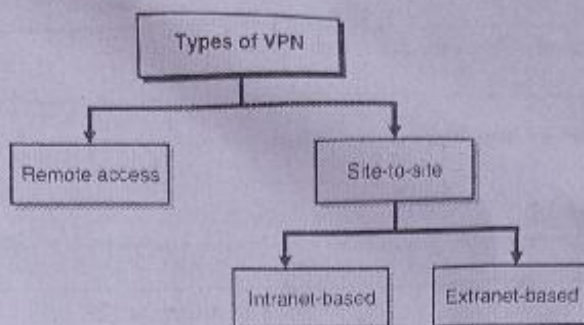 Types of VPN
Remote access
Site-to-site
Intranet-based
Extranet-based